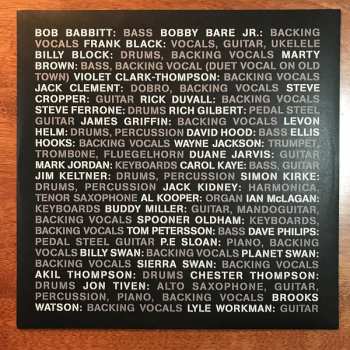 BOB BABBITT: BASS BOBBY BARE JR.: BACKING
VOCALS FRANK BLACK: VOCALS, GUITAR, UKELELE
BILLY BLOCK: DRUMS, BACKING VOCALS MARTY
BROWN: BASS, BACKING VOCAL (DUET VOCAL ON OLD
TOWN) VIOLET CLARK-THOMPSON: BACKING VOCALS
JACK CLEMENT: DOBRO, BACKING VOCALS STEVE
CROPPER: GUITAR RICK DUVALL: BACKING VOCALS
STEVE FERRONE: DRUMS RICH GILBERT: PEDAL STEEL
GUITAR JAMES GRIFFIN: BACKING VOCALS LEVON
HELM: DRUMS, PERCUSSION DAVID HOOD: BASS ELLIS
HOOKS: BACKING VOCALS WAYNE JACKSON: TRUMPET,
TROMBONE, FLUEGELHORN DUANE JARVIS: GUITAR
MARK JORDAN: KEYBOARDS CAROL KAYE: BASS, GUITAR
JIM KELTNER: DRUMS, PERCUSSION SIMON KIRKE:
DRUMS, PERCUSSION JACK KIDNEY: HARMONICA,
TENOR SAXOPHONE AL KOOPER: ORGAN IAN McLAGAN:
KEYBOARDS BUDDY MILLER: GUITAR, MANDOGUITAR,
BACKING VOCALS SPOONER OLDHAM: KEYBOARDS,
BACKING VOCALS TOM PETERSSON: BASS DAVE PHILIPS:
PEDAL STEEL GUITAR P.F SLOAN: PIANO, BACKING
VOCALS BILLY SWAN: BACKING VOCALS PLANET SWAN:
BACKING VOCALS SIERRA SWAN: BACKING VOCALS
AKIL THOMPSON: DRUMS CHESTER THOMPSON:
DRUMS JON TIVEN: ALTO SAXOPHONE, GUITAR,
PERCUSSION, PIANO, BACKING VOCALS BROOKS
WATSON: BACKING VOCALS LYLE WORKMAN: GUITAR